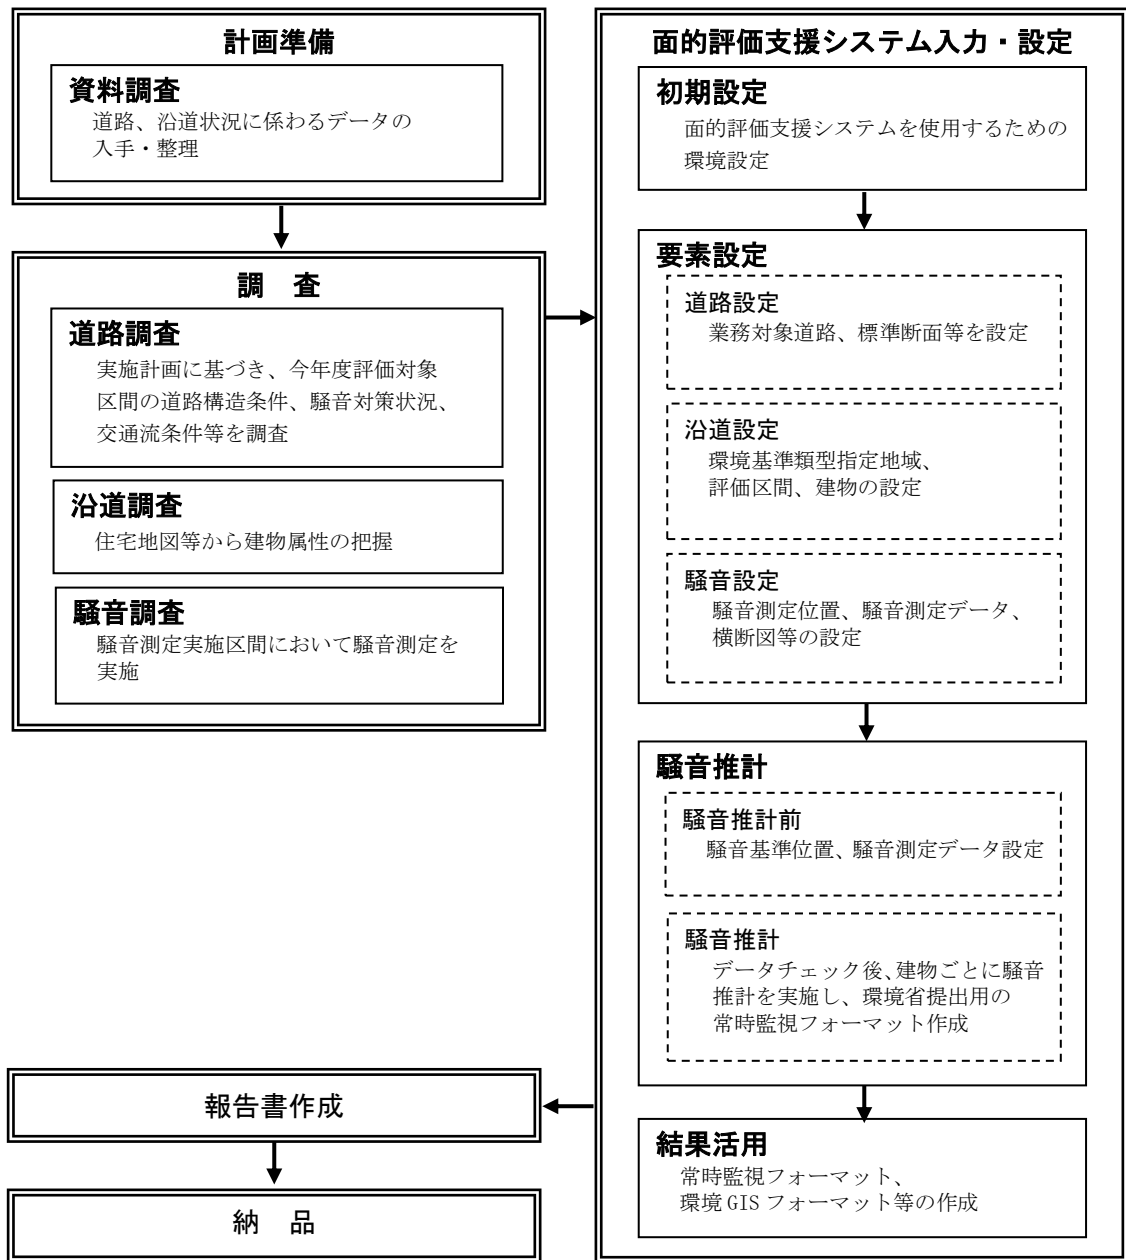 計画準備
資料調査
道路、沿道状況に係わるデータの
入手・整理
調　査
道路調査
実施計画に基づき、今年度評価対象
区間の道路構造条件、騒音対策状況、
交通流条件等を調査
沿道調査
住宅地図等から建物属性の把握
騒音調査
騒音測定実施区間において騒音測定を
実施
面的評価支援システム入力・設定
初期設定
面的評価支援システムを使用するための
環境設定
要素設定
道路設定
業務対象道路、標準断面等を設定
沿道設定
環境基準類型指定地域、
評価区間、建物の設定
騒音設定
騒音測定位置、騒音測定データ、
横断図等の設定
騒音推計
騒音推計前
騒音基準位置、騒音測定データ設定
騒音推計
データチェック後、建物ごとに騒音
推計を実施し、環境省提出用の
常時監視フォーマット作成
結果活用
常時監視フォーマット、
環境 GIS フォーマット等の作成
報告書作成
納　品